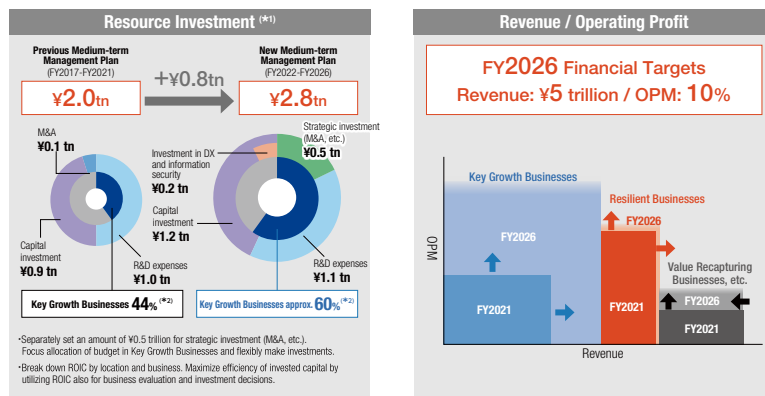 Resource Investment (*1)
Previous Medium-term
Management Plan
(FY2017-FY2021)
¥2.0tn
+¥0.8tn
New Medium-term
Management Plan
(FY2022-FY2026)
¥2.8tn
M&A
¥0.1 tn
Capital
investment
¥0.9 tn
R&D expenses
¥1.0 tn
Key Growth Businesses 44% (*2)
Strategic investment
(M&A, etc.)
¥0.5 tn
Investment in DX
and information
security
¥0.2 tn
Capital
investment
¥1.2 tn
R&D expenses
¥1.1 tn
Key Growth Businesses approx. 60% (*2)
•Separately set an amount of ¥0.5 trillion for strategic investment (M&A, etc.).
Focus allocation of budget in Key Growth Businesses and flexibly make investments.
•Break down ROIC by location and business. Maximize efficiency of invested capital by
utilizing ROIC also for business evaluation and investment decisions.
Revenue / Operating Profit
FY2026 Financial Targets
Revenue: ¥5 trillion / OPM: 10%
OPM
Key Growth Businesses
FY2026
FY2021
Resilient Businesses
FY2026
FY2021
Value Recapturing
Businesses, etc.
FY2026
FY2021
Revenue